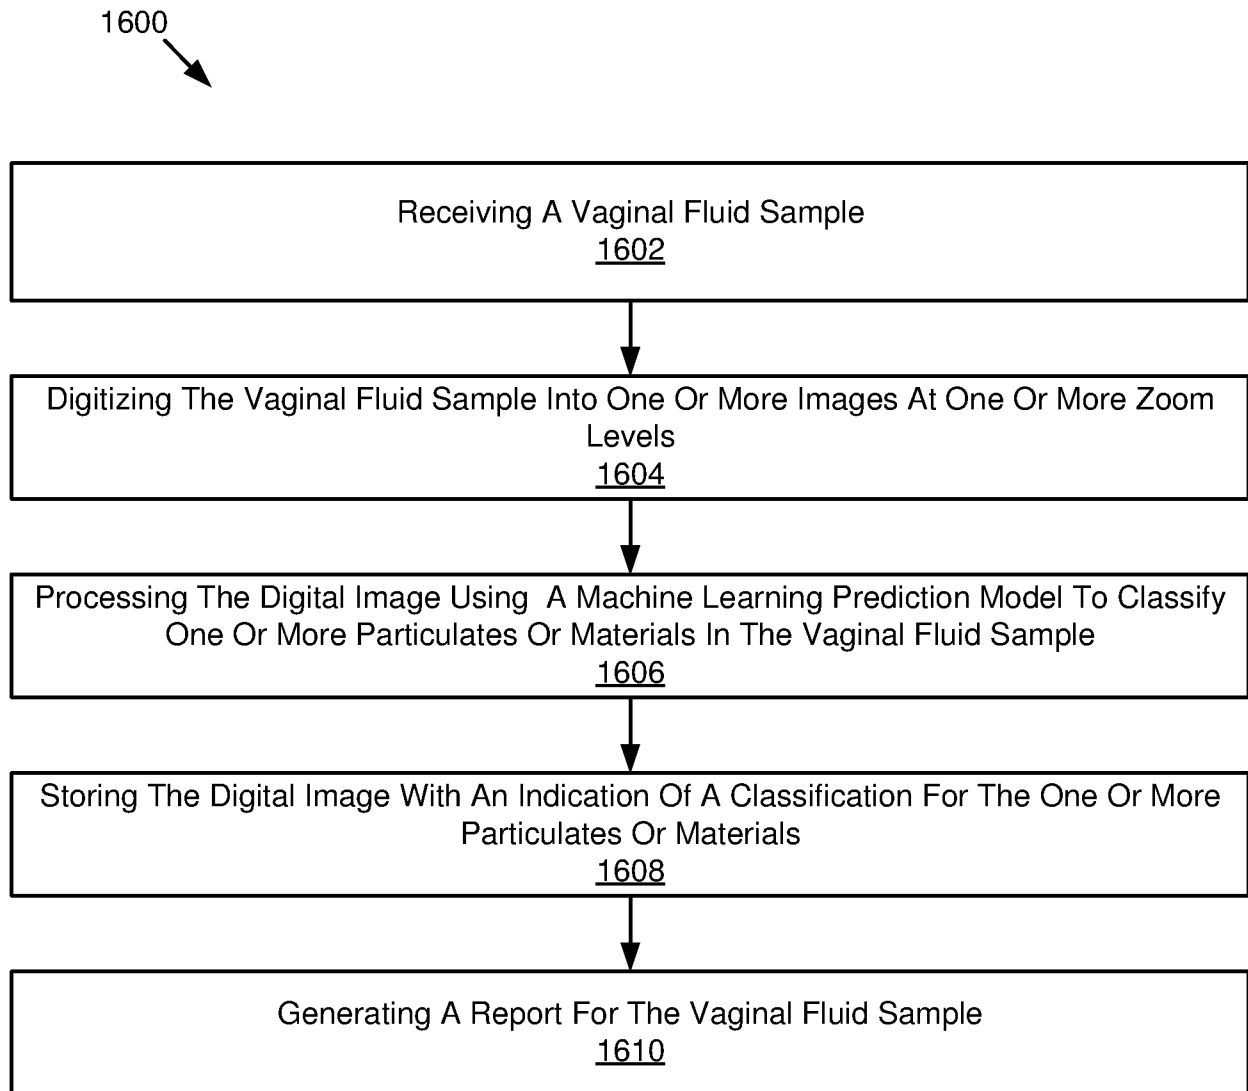 1600
Receiving A Vaginal Fluid Sample
1602
Digitizing The Vaginal Fluid Sample Into One Or More Images At One Or More Zoom
Levels
1604
Processing The Digital Image Using  A Machine Learning Prediction Model To Classify
One Or More Particulates Or Materials In The Vaginal Fluid Sample
1606
Storing The Digital Image With An Indication Of A Classification For The One Or More
Particulates Or Materials
1608
Generating A Report For The Vaginal Fluid Sample
1610